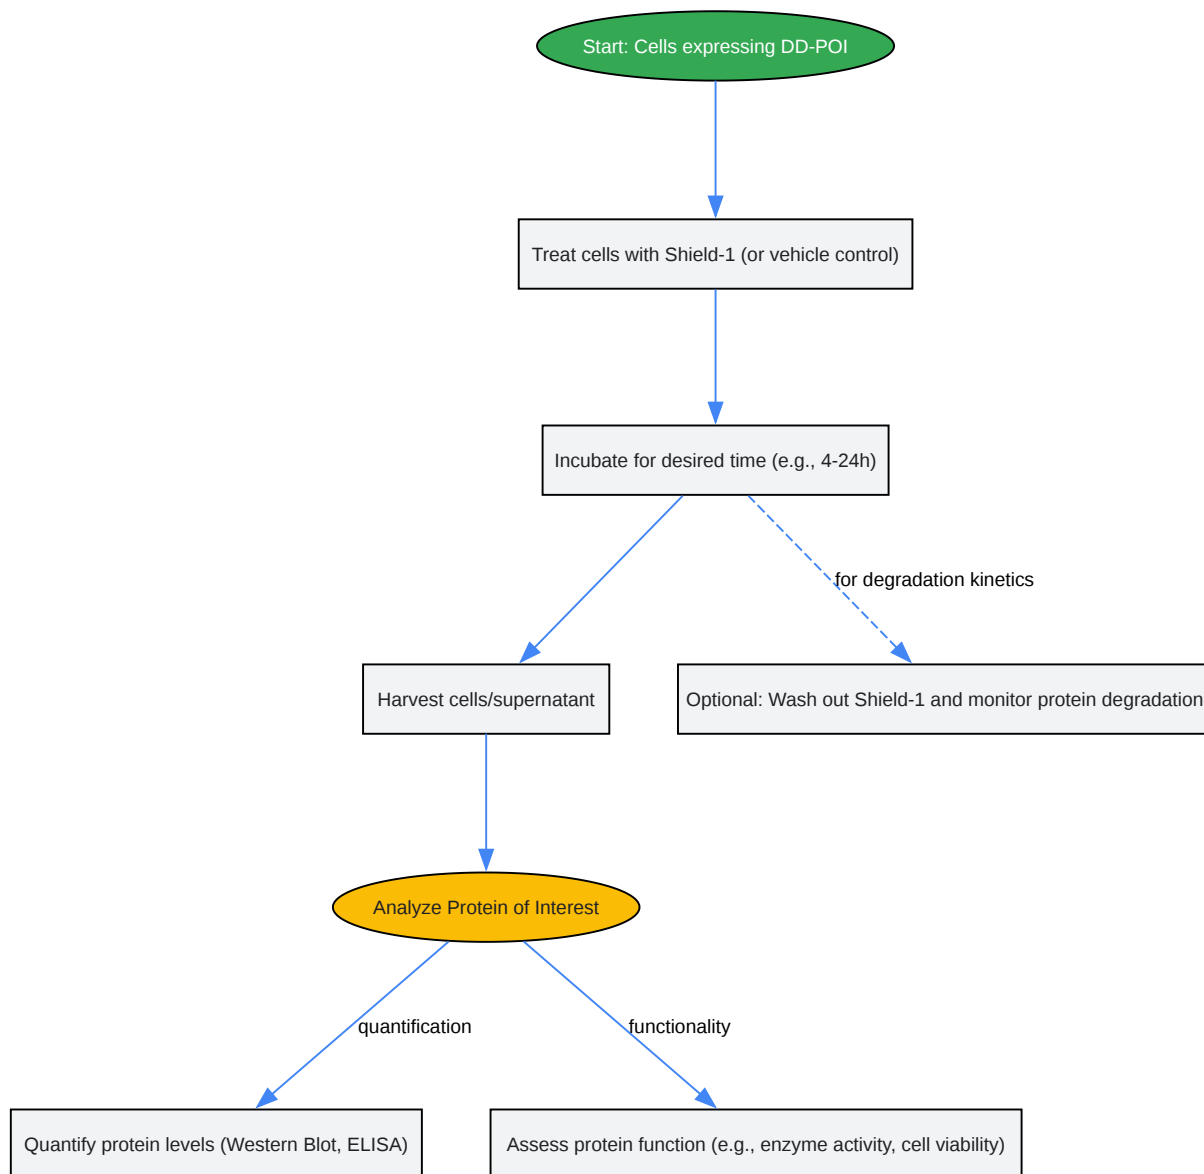 Start: Cells expressing DD-POI
Treat cells with Shield-1 (or vehicle control)
Incubate for desired time (e.g., 4-24h)
for degradation kinetics
Harvest cells/supernatant
Optional: Wash out Shield-1 and monitor protein degradation
Analyze Protein of Interest
quantification
functionality
Quantify protein levels (Western Blot, ELISA)
Assess protein function (e.g., enzyme activity, cell viability)